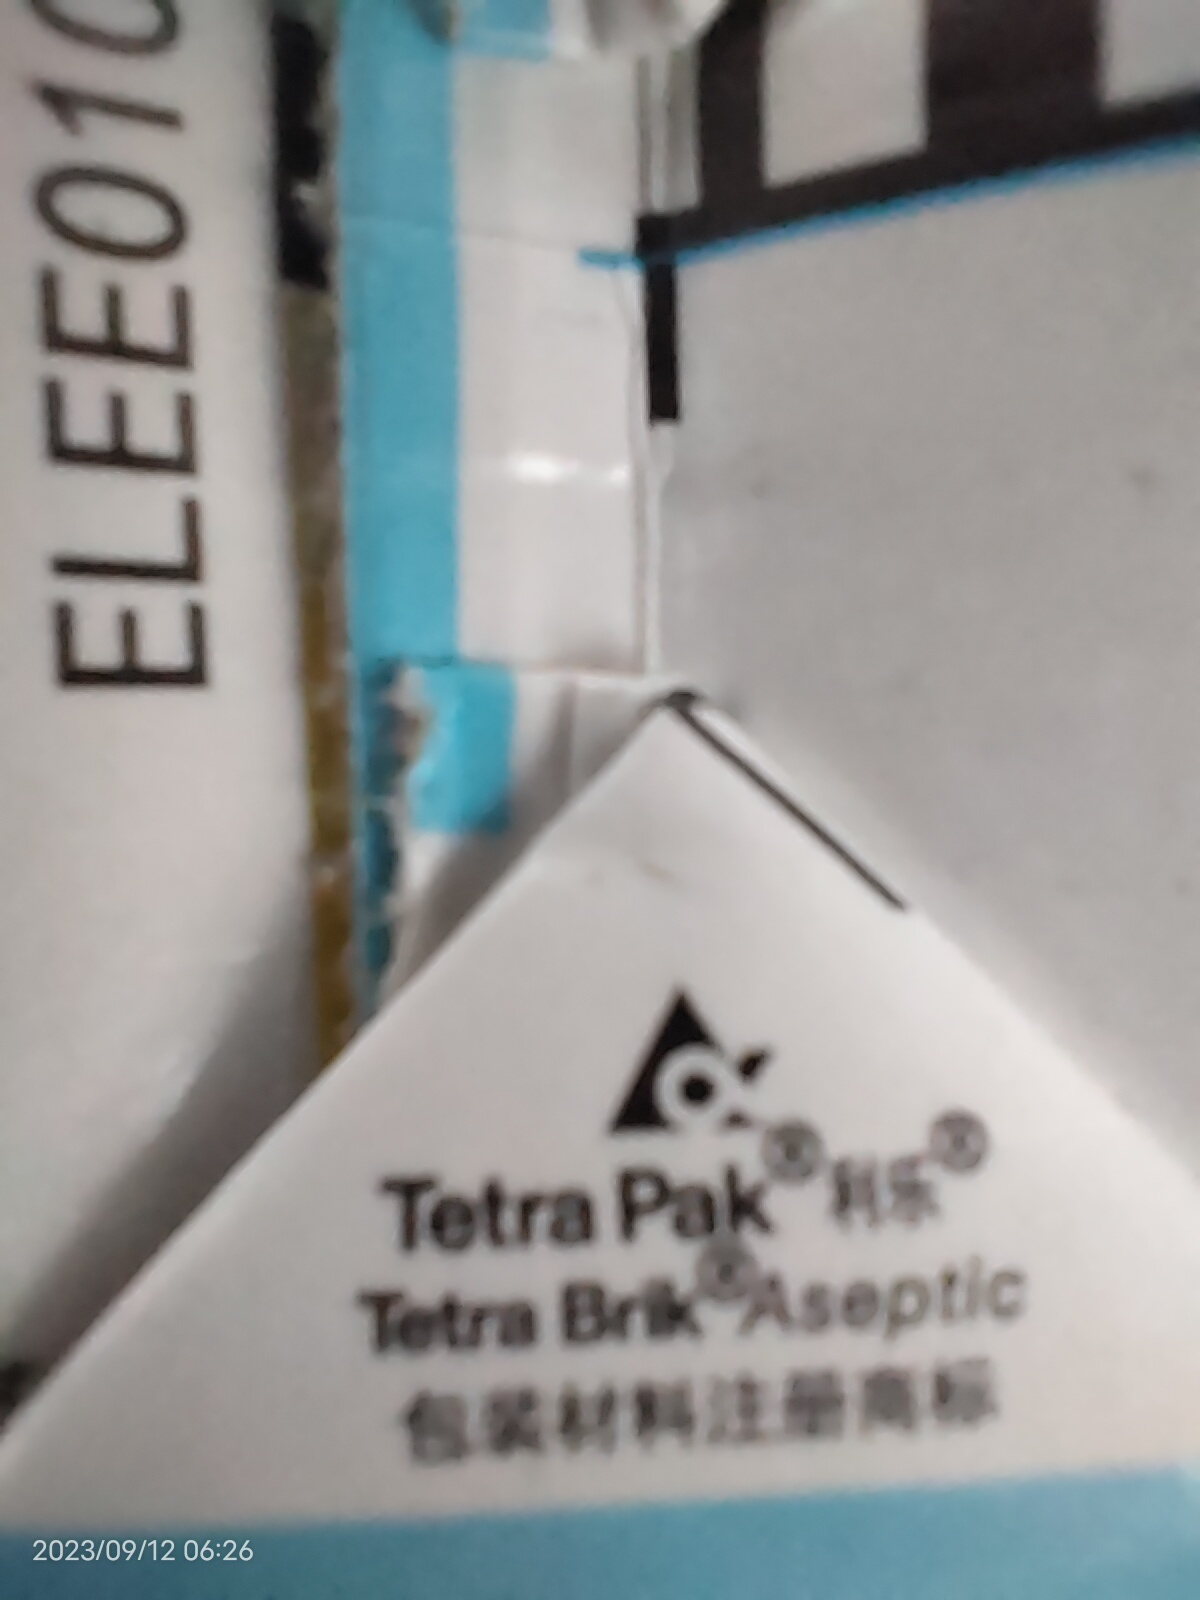 ELEE010
Tetra Pak® 利乐®
Tetra Brik® Aseptic
包装材料注册商标
2023/09/12 06:26